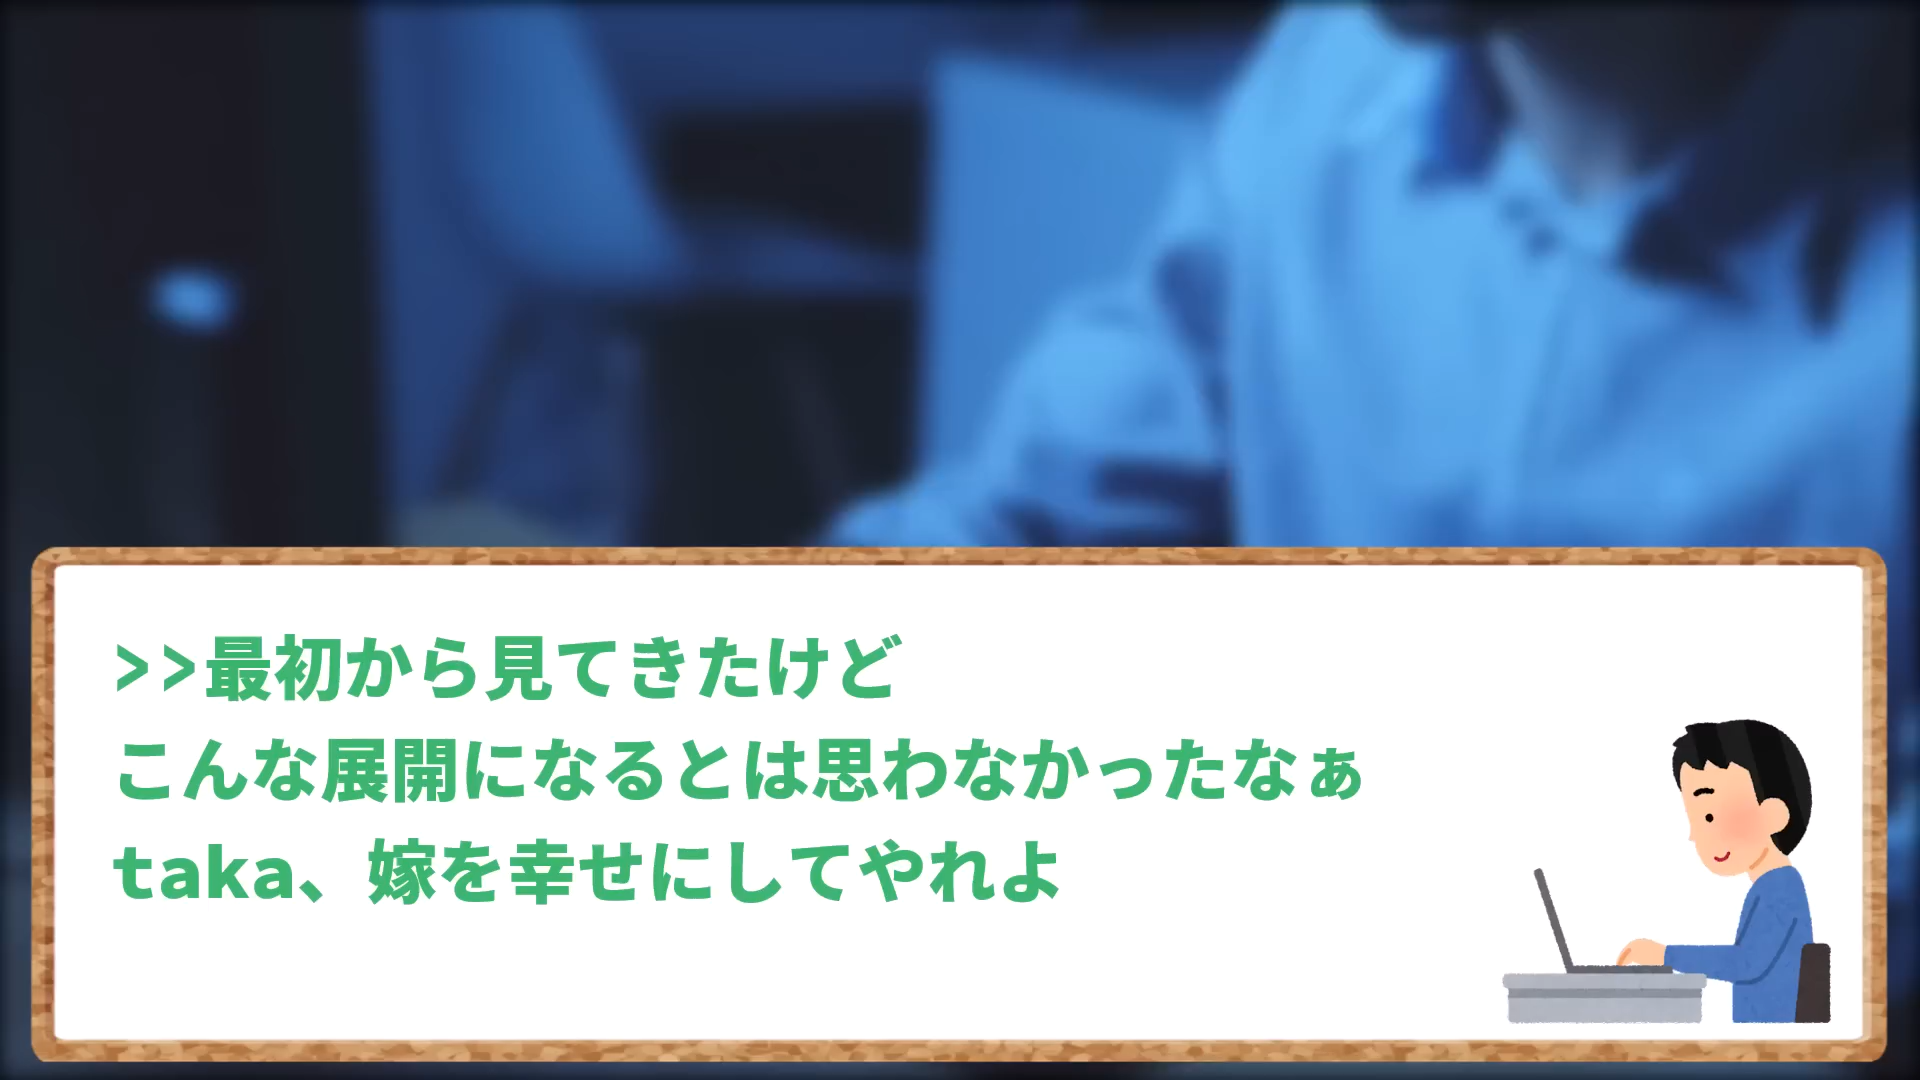 >>最初から見てきたけど
こんな展開になるとは思わなかったなぁ
taka、嫁を幸せにしてやれよ